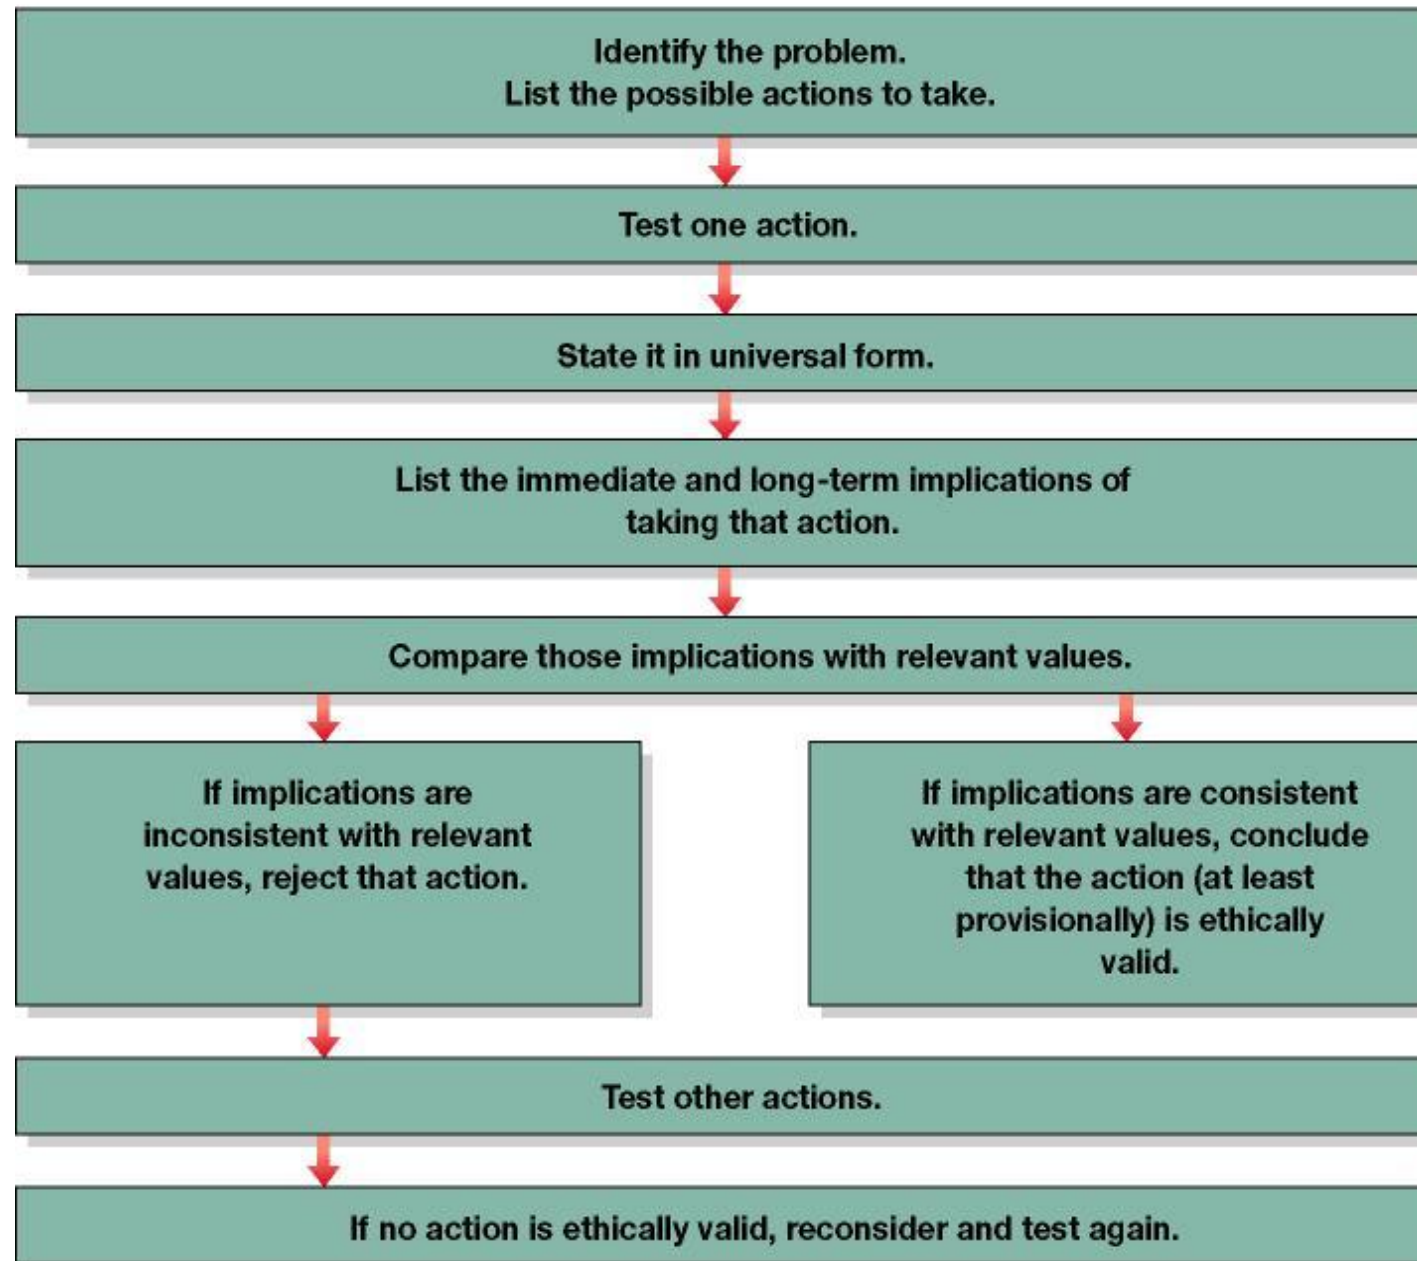 Identify the problem.
List the possible actions to take.
Test one action.
State it in universal form.
List the immediate and long-term implications of
taking that action.
Compare those implications with relevant values.
If implications are
inconsistent with relevant
values, reject that action.
If implications are consistent
with relevant values, conclude
that the action (at least
provisionally) is ethically
valid.
Test other actions.
If no action is ethically valid, reconsider and test again.